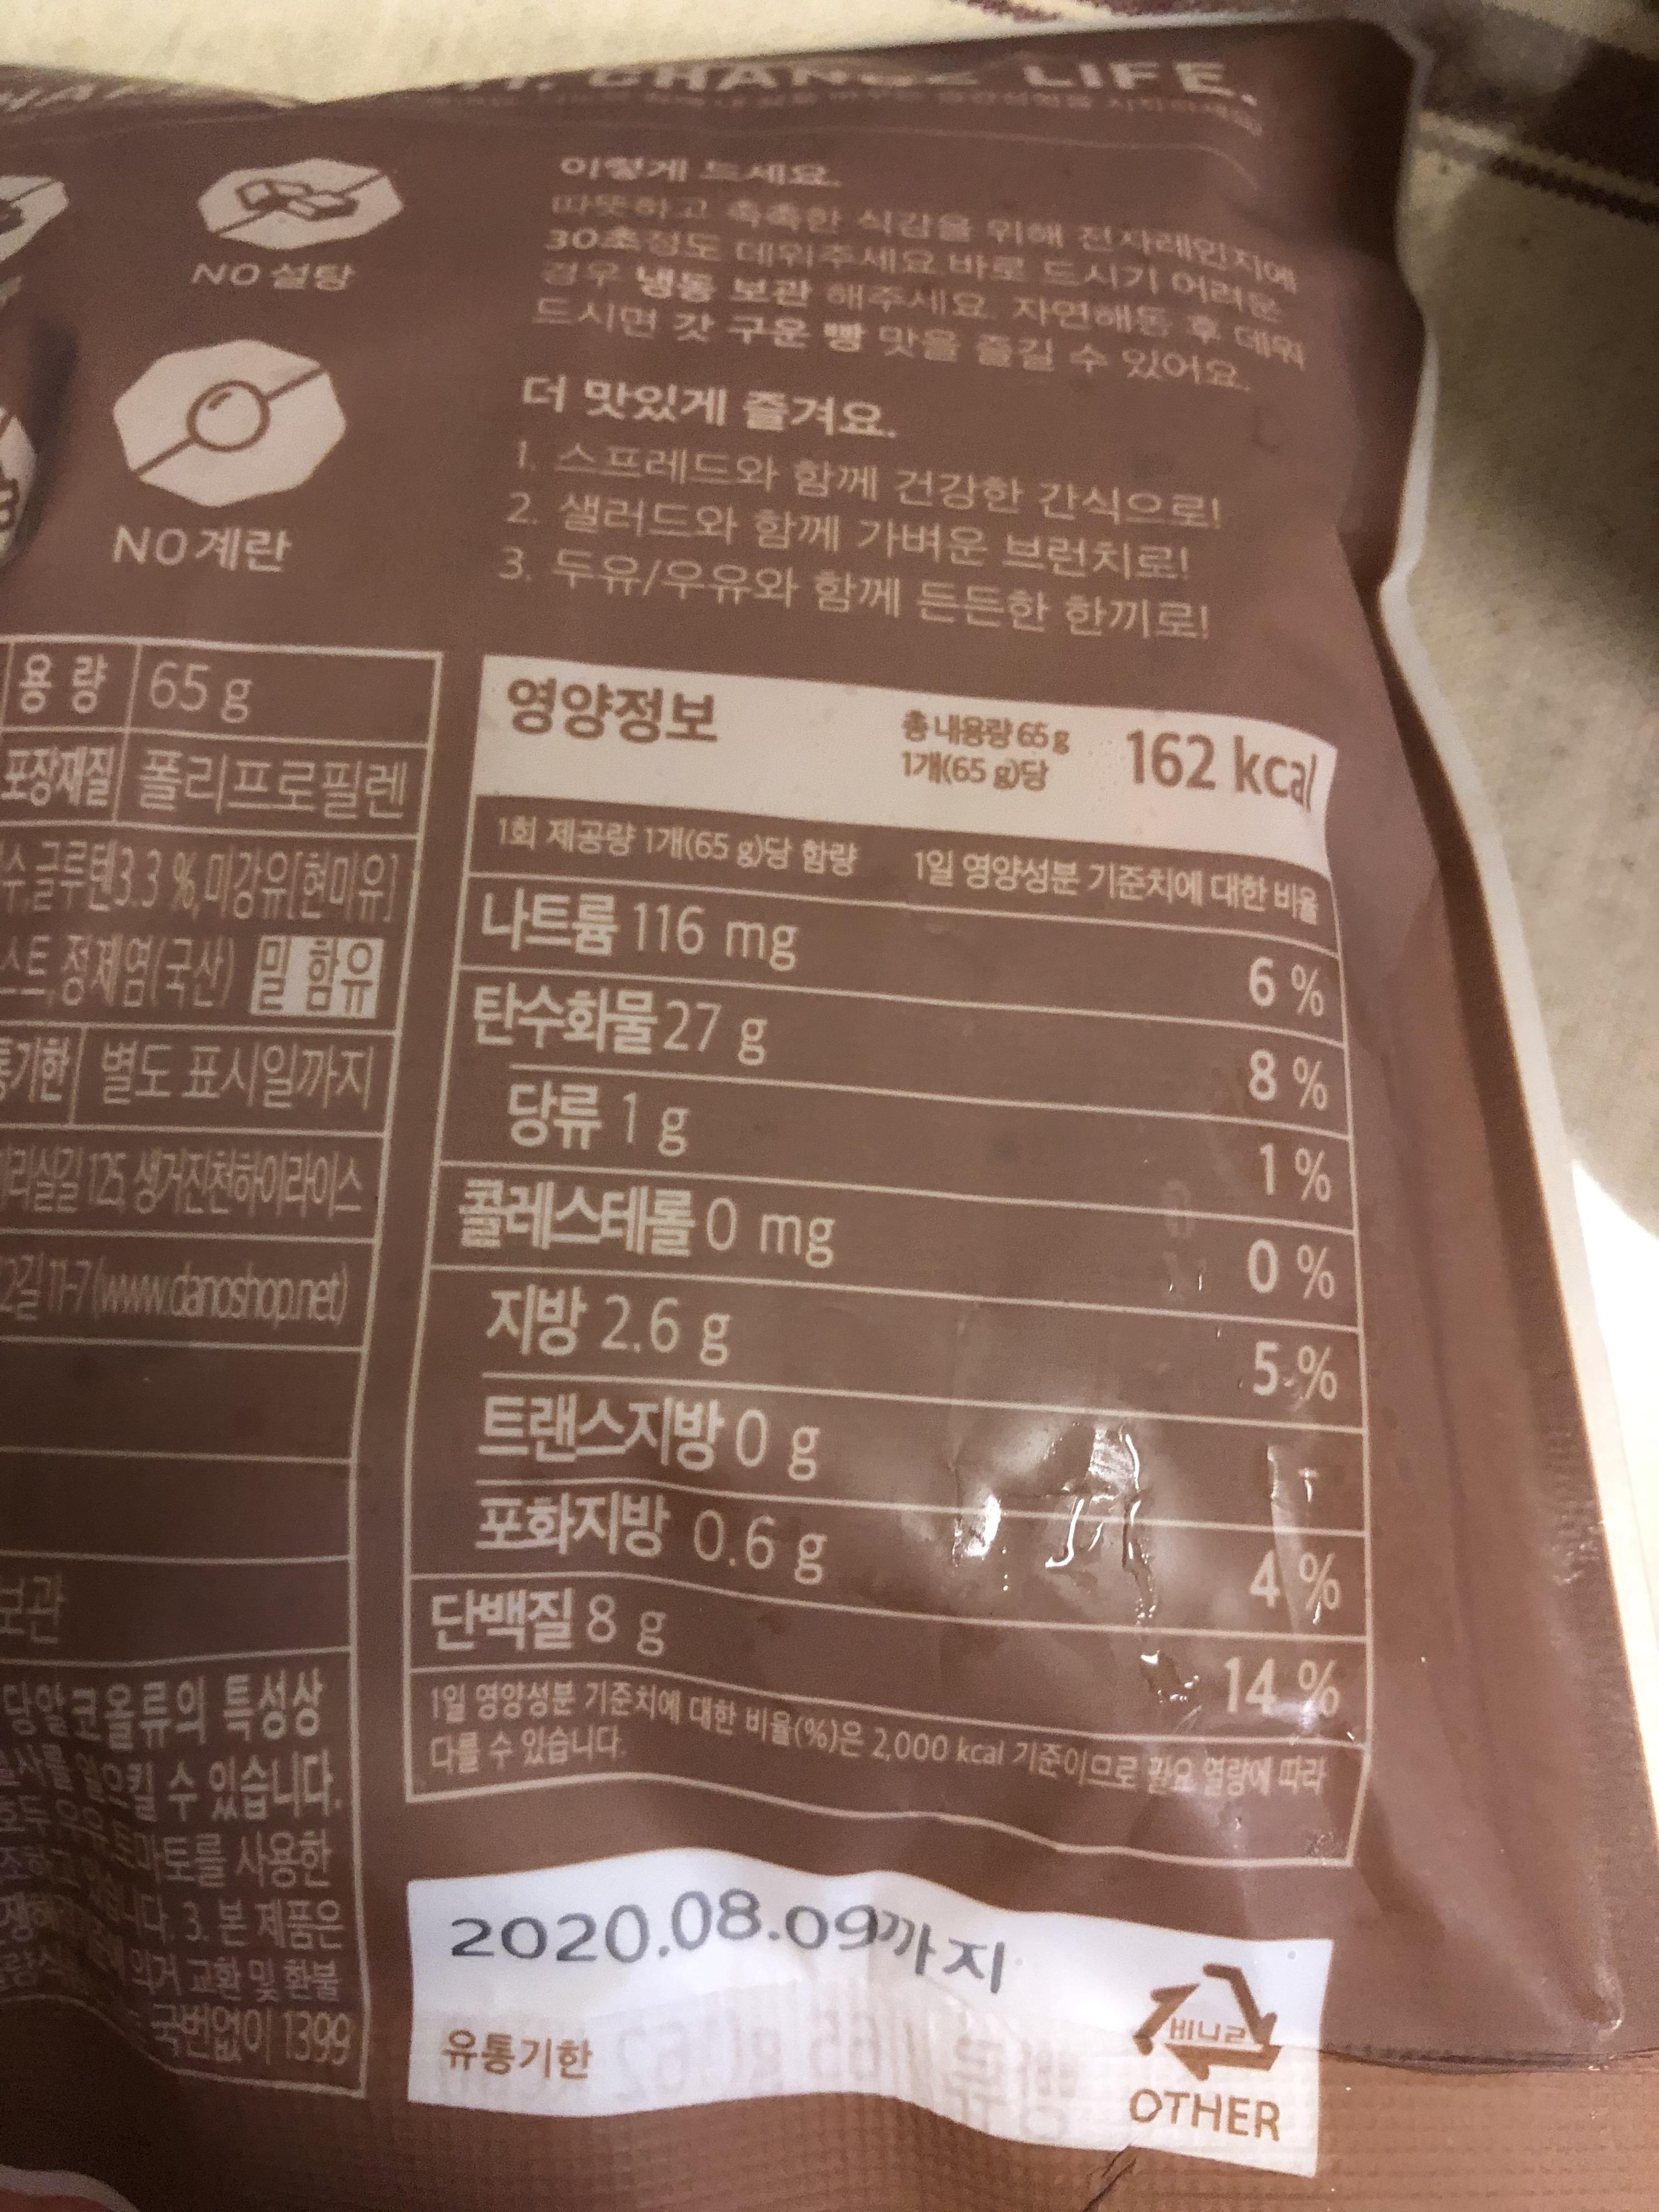 LIFE.
이렇게 드세요.
따뜻하고 촉촉한 식감을 위해 전자레인지에
30초정도 데워주세요 바로 드시기 어려운
경우 냉동 보관 해주세요. 자연해동 후 데워
드시면 갓 구운 빵 맛을 즐길 수 있어요.
NO 설탕
NO 계란
더 맛있게 즐겨요.
1. 스프레드와 함께 건강한 간식으로!
2. 샐러드와 함께 가벼운 브런치로!
3. 두유/우유와 함께 든든한 한끼로!
용량 65 g
포장재질 폴리프로필렌
글루텐3.3 %,미강유[현미유]
정제염(국산) 밀 함유
별도 표시일까지
125, 생거진천하이라이스
11-7 (www.danoshop.net)
보관
당알코올류의 특성상
일으킬 수 있습니다.
토마토를 사용한
3. 본 제품은
의거 교환 및 환불
국번없이 1399
영양정보
총 내용량 65 g
1개(65 g)당
162 kcal
1회 제공량 1개(65 g)당 함량 1일 영양성분 기준치에 대한 비율
나트륨 116 mg 6 %
탄수화물 27 g 8 %
당류 1 g 1 %
콜레스테롤 0 mg 0 %
지방 2.6 g 5 %
트랜스지방 0 g
포화지방 0.6 g 4 %
단백질 8 g 14 %
1일 영양성분 기준치에 대한 비율(%)은 2,000 kcal 기준이므로 필요 열량에 따라
다를 수 있습니다.
2020.08.09까지
유통기한
비닐류
OTHER